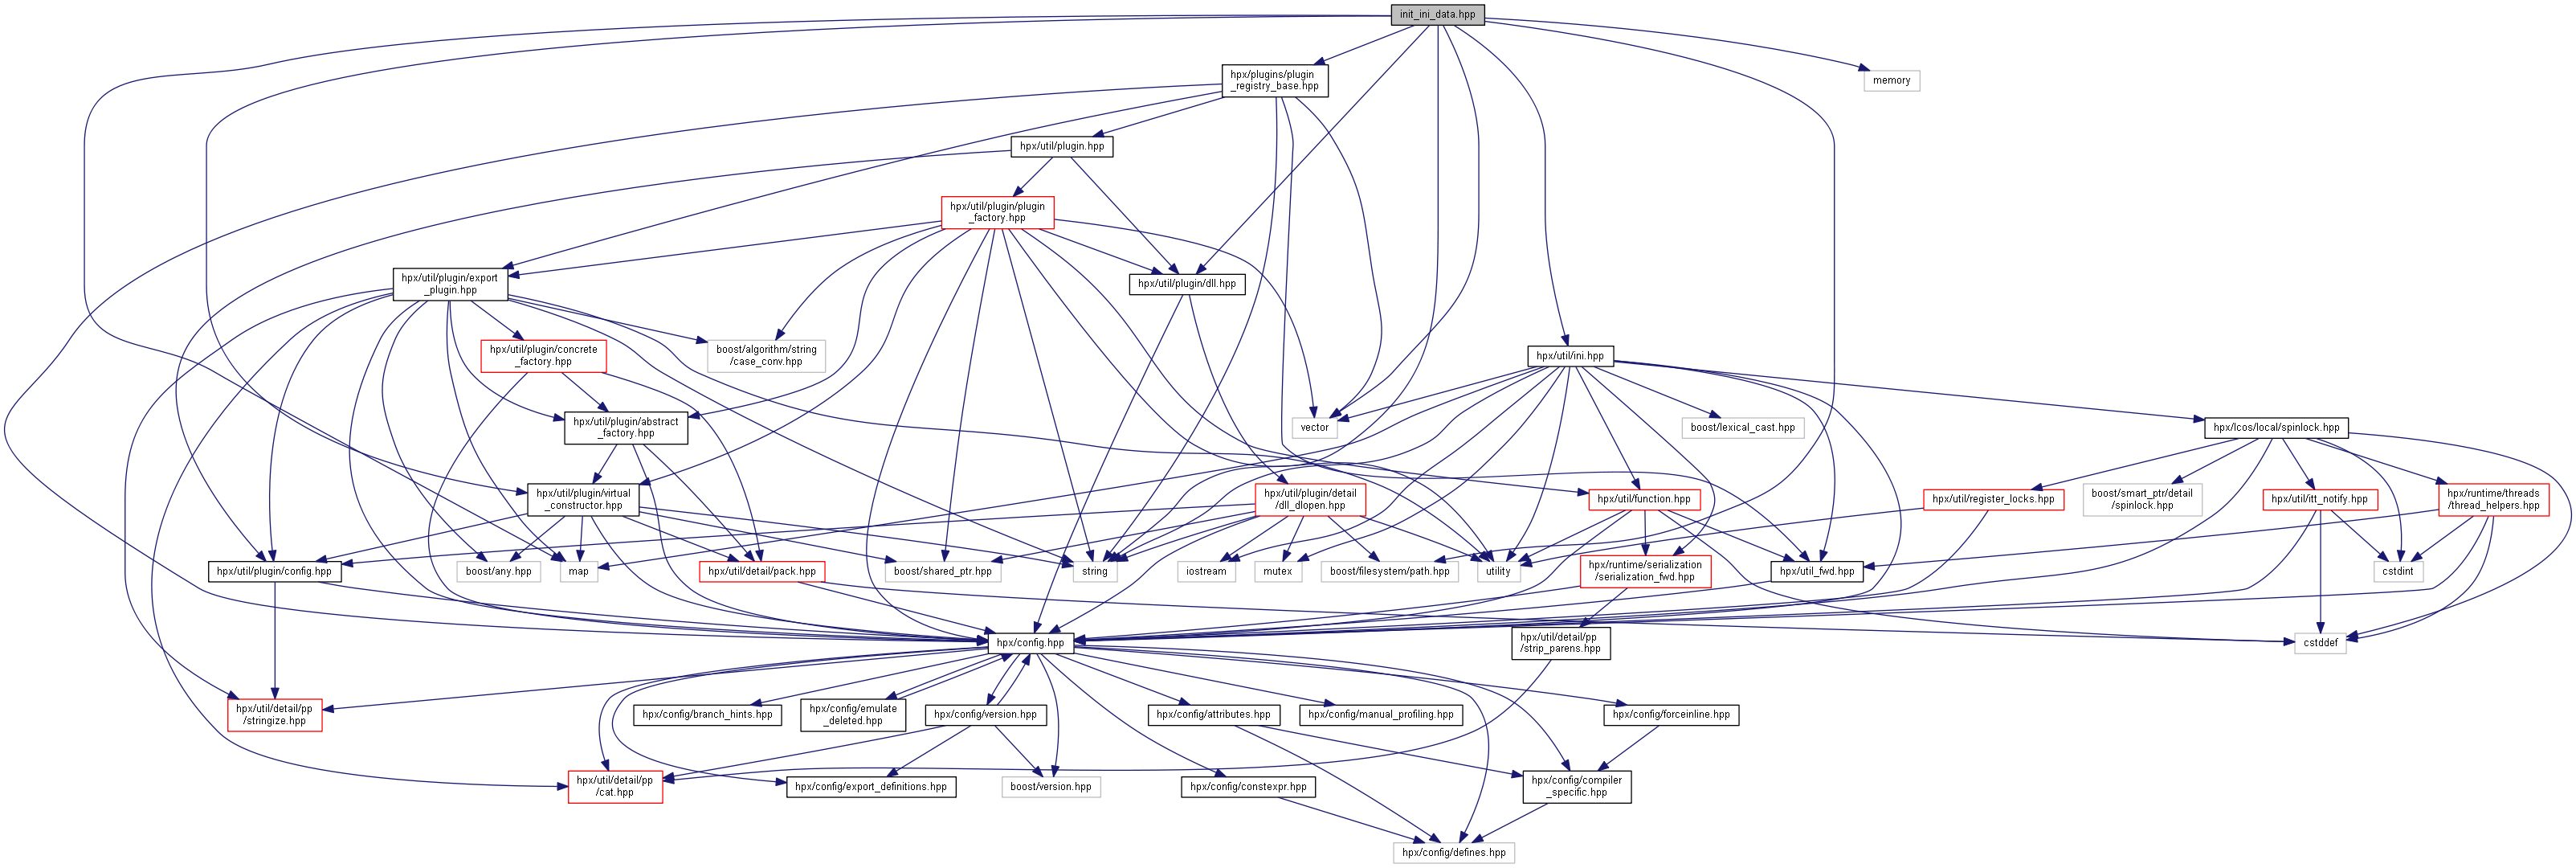 init_ini_data.hpp
hpx/plugins/plugin
_registry_base.hpp
memory
hpx/util/plugin.hpp
hpx/util/plugin/plugin
_factory.hpp
hpx/util/plugin/export
_plugin.hpp
hpx/util/plugin/dll.hpp
hpx/util/plugin/concrete
_factory.hpp
boost/algorithm/string
/case_conv.hpp
hpx/util/ini.hpp
hpx/util/plugin/abstract
_factory.hpp
vector
boost/lexical_cast.hpp
hpx/lcos/local/spinlock.hpp
hpx/util/plugin/virtual
_constructor.hpp
hpx/util/plugin/detail
/dll_dlopen.hpp
hpx/util/function.hpp
hpx/util/register_locks.hpp
boost/smart_ptr/detail
/spinlock.hpp
hpx/util/itt_notify.hpp
hpx/runtime/threads
/thread_helpers.hpp
hpx/util/plugin/config.hpp
boost/any.hpp
map
hpx/util/detail/pack.hpp
boost/shared_ptr.hpp
string
iostream
mutex
boost/filesystem/path.hpp
utility
hpx/runtime/serialization
/serialization_fwd.hpp
hpx/util_fwd.hpp
cstdint
hpx/config.hpp
hpx/util/detail/pp
/strip_parens.hpp
cstddef
hpx/util/detail/pp
/stringize.hpp
hpx/config/branch_hints.hpp
hpx/config/emulate
_deleted.hpp
hpx/config/version.hpp
hpx/config/attributes.hpp
hpx/config/manual_profiling.hpp
hpx/config/forceinline.hpp
hpx/util/detail/pp
/cat.hpp
hpx/config/export_definitions.hpp
boost/version.hpp
hpx/config/constexpr.hpp
hpx/config/compiler
_specific.hpp
hpx/config/defines.hpp